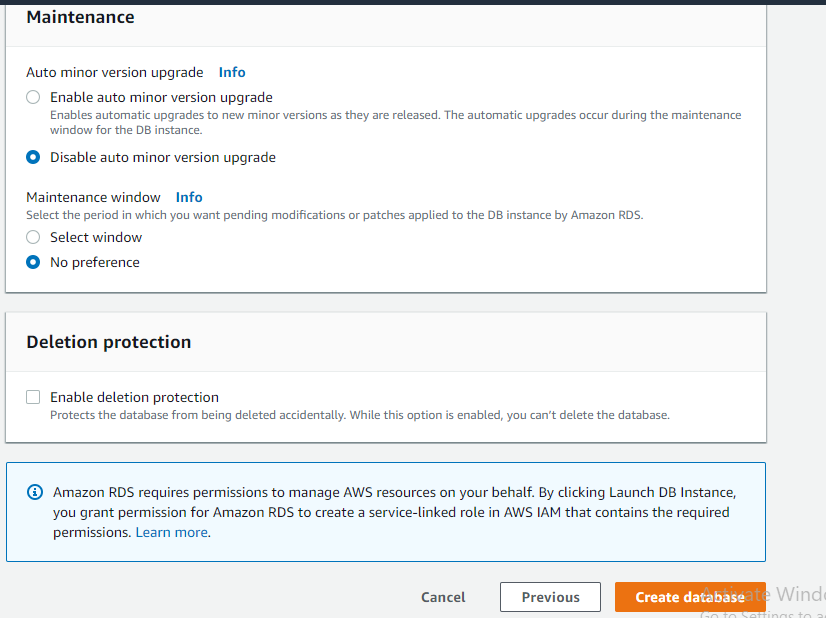 Maintenance
Auto minor version upgrade Info
Enable auto minor version upgrade
Enables automatic upgrades to new minor versions as they are released. The automatic upgrades occur during the maintenance
window for the DB instance.
Disable auto minor version upgrade
Maintenance window Info
Select the period in which you want pending modifications or patches applied to the DB instance by Amazon RDS.
Select window
No preference
Deletion protection
Enable deletion protection
Protects the database from being deleted accidentally. While this option is enabled, you can't delete the database.
Amazon RDS requires permissions to manage AWS resources on your behalf. By clicking Launch DB Instance,
you grant permission for Amazon RDS to create a service-linked role in AWS IAM that contains the required
permissions. Learn more.
Cancel Previous Create database
Activate Windo
Go to Settings to a